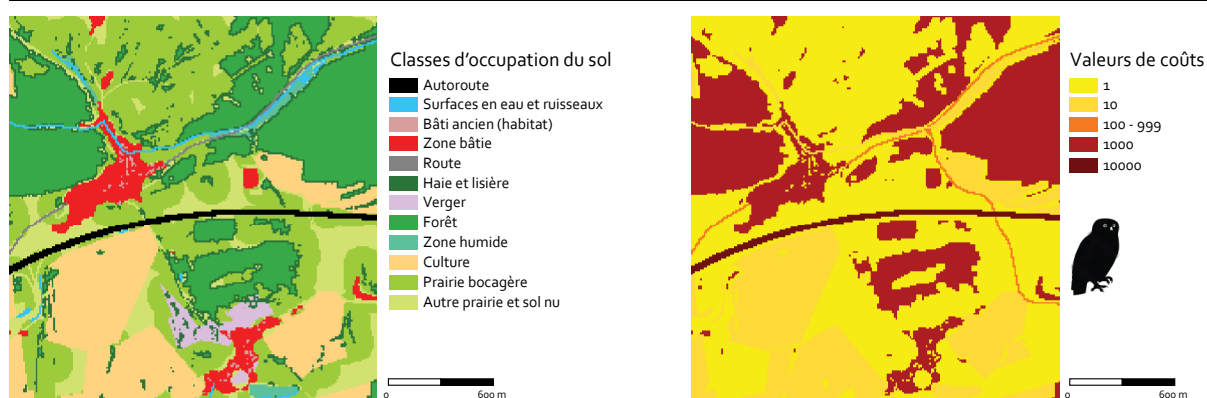 Classes d'occupation du sol
Autoroute
Surfaces en eau et ruisseaux
Bâti ancien (habitat)
Zone bâtie
Route
Haie et lisière
Verger
Forêt
Zone humide
Culture
Prairie bocagère
Autre prairie et sol nu
0 600 m
Valeurs de coûts
1
10
100 - 999
1000
10000
0 600 m